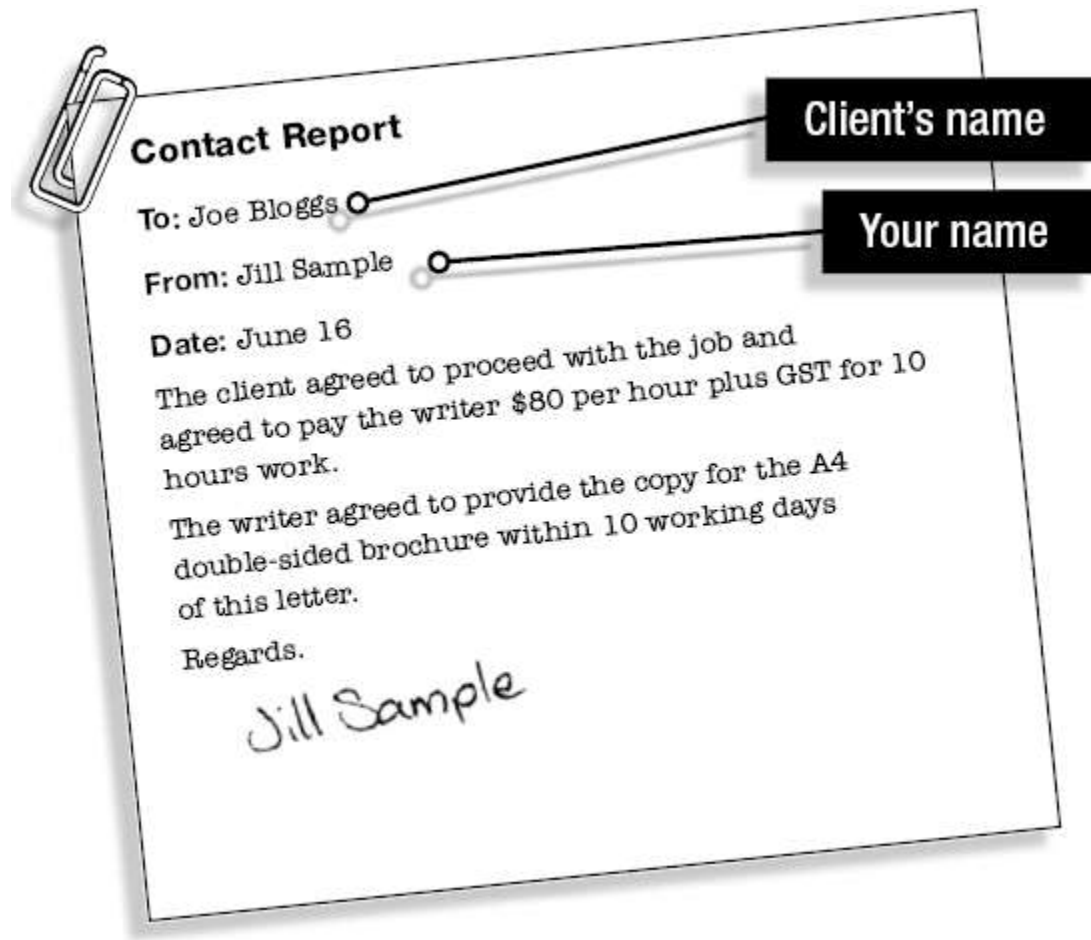 Contact Report
Client's name
To: Joe Bloggs
Your name
From: Jill Sample
Date: June 16
The client agreed to proceed with the job and
agreed to pay the writer $80 per hour plus GST for 10
hours work.
The writer agreed to provide the copy for the A4
double-sided brochure within 10 working days
of this letter.
Regards.
Jill Sample